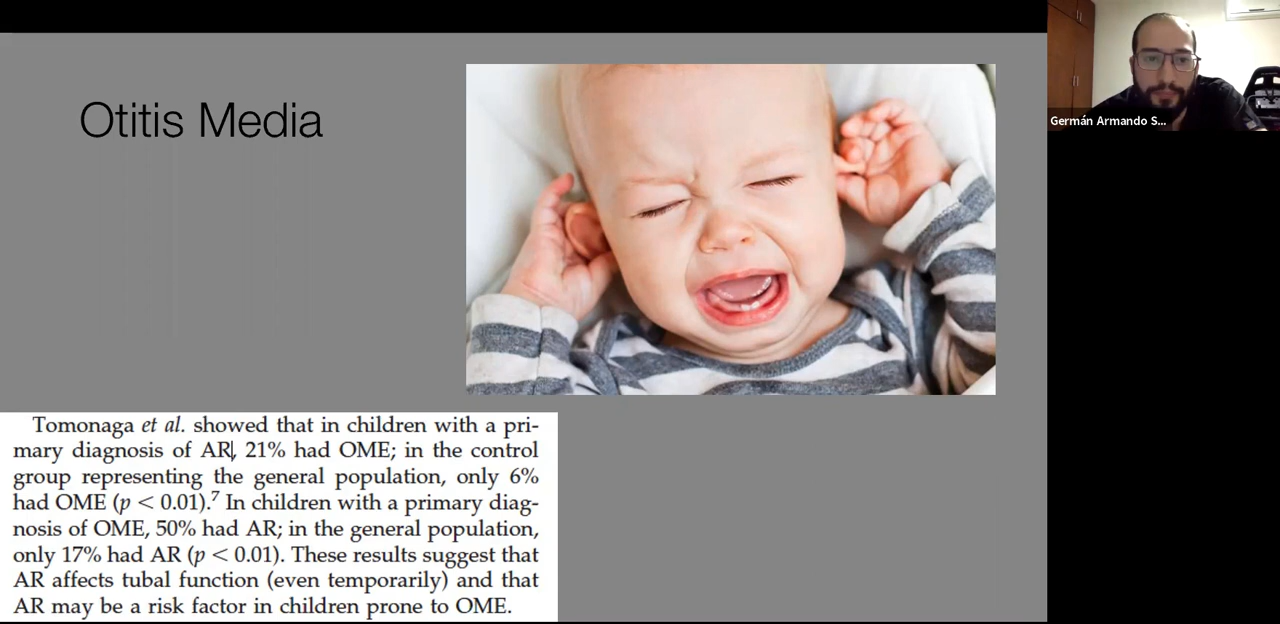 Otitis Media
Germán Armando S...
Tomonaga et al. showed that in children with a pri-
mary diagnosis of AR, 21% had OME; in the control
group representing the general population, only 6%
had OME (p < 0.01).7 In children with a primary diag-
nosis of OME, 50% had AR; in the general population,
only 17% had AR (p < 0.01). These results suggest that
AR affects tubal function (even temporarily) and that
AR may be a risk factor in children prone to OME.